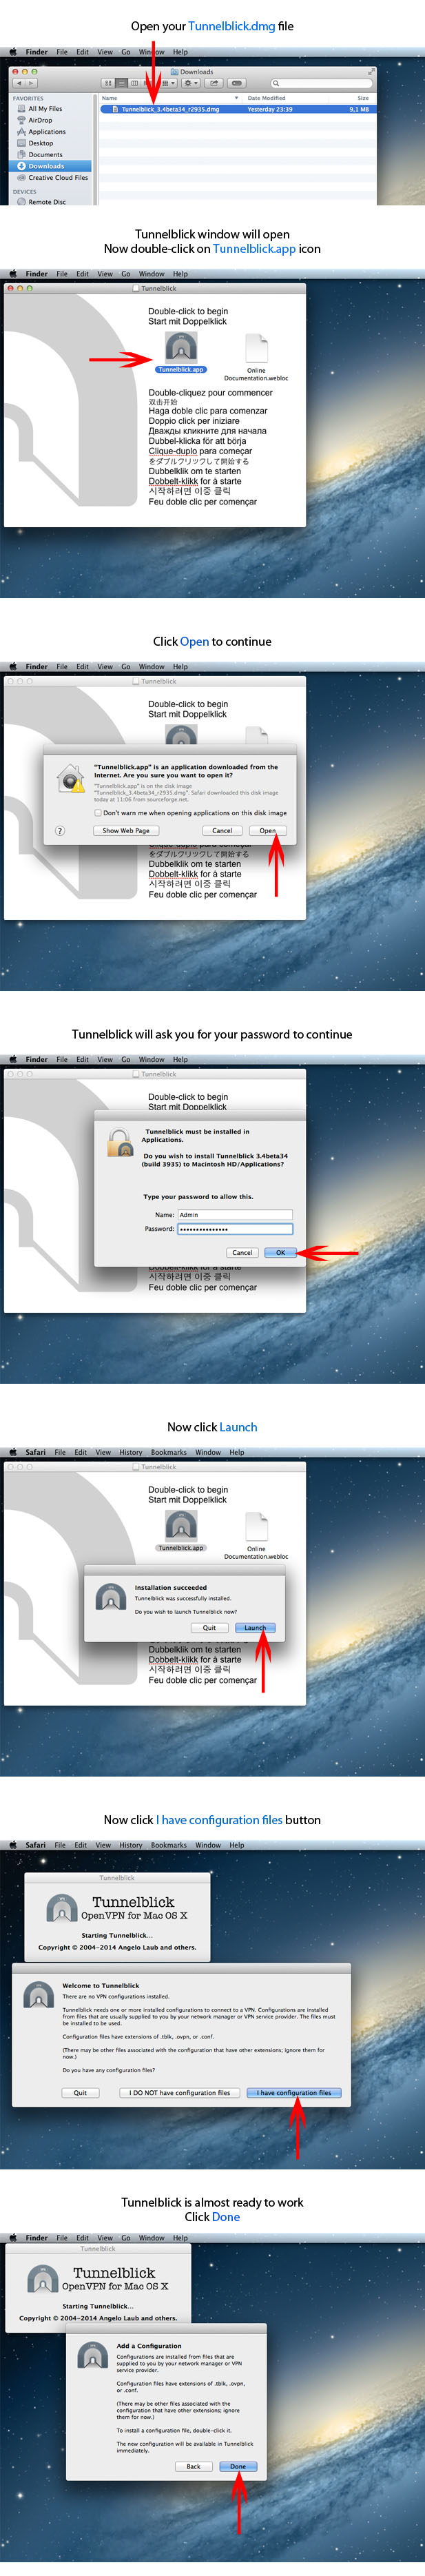 Open your Tunnelblick.dmg file
Finder File Edit View Go Window Help
Downloads
FAVORITES
All My Files
AirDrop
Applications
Desktop
Documents
Downloads
Creative Cloud Files
DEVICES
Remote Disc
Name Date Modified Size
Tunnelblick_3.4beta34_r2935.dmg Yesterday 23:39 9,1 MB
Tunnelblick window will open
Now double-click on Tunnelblick.app icon
Finder File Edit View Go Window Help
Tunnelblick
Double-click to begin
Start mit Doppelklick
Tunnelblick.app
Online
Documentation.webloc
Double-cliquez pour commencer
双击开始
Haga doble clic para comenzar
Doppio click per iniziare
Дважды кликните для начала
Dubbel-klicka för att börja
Clique-duplo para começar
をダブルクリックして開始する
Dubbelklik om te starten
Dobbelt-klikk for å starte
시작하려면 이중 클릭
Feu doble clic per començar
Click Open to continue
Finder File Edit View Go Window Help
Tunnelblick
Double-click to begin
Start mit Doppelklick
"Tunnelblick.app" is an application downloaded from the
Internet. Are you sure you want to open it?
"Tunnelblick.app" is on the disk image
"Tunnelblick_3.4beta34_r2935.dmg". Safari downloaded this disk image
today at 11:06 from sourceforge.net.
Don't warn me when opening applications on this disk image
? Show Web Page Cancel Open
Clique-duplo para começar
をダブルクリックして開始する
Dubbelklik om te starten
Dobbelt-klikk for å starte
시작하려면 이중 클릭
Feu doble clic per començar
Tunnelblick will ask you for your password to continue
Finder File Edit View Go Window Help
Tunnelblick
Double-click to begin
Start mit Doppelklick
Tunnelblick must be installed in
Applications.
Do you wish to install Tunnelblick 3.4beta34
(build 3935) to Macintosh HD/Applications?
Type your password to allow this.
Name: Admin
Password: •••••••••••••••
Cancel OK
Dobbelt-klikk for å starte
시작하려면 이중 클릭
Feu doble clic per començar
Now click Launch
Safari File Edit View History Bookmarks Window Help
Tunnelblick
Double-click to begin
Start mit Doppelklick
Tunnelblick.app
Online
Documentation.webloc
Installation succeeded
Tunnelblick was successfully installed.
Do you wish to launch Tunnelblick now?
Quit Launch
Dubbelklik om te starten
Dobbelt-klikk for å starte
시작하려면 이중 클릭
Feu doble clic per començar
Now click I have configuration files button
Safari File Edit View History Bookmarks Window Help
Tunnelblick
Tunnelblick
OpenVPN for Mac OS X
Starting Tunnelblick...
Copyright © 2004-2014 Angelo Laub and others.
Welcome to Tunnelblick
There are no VPN configurations installed.
Tunnelblick needs one or more installed configurations to connect to a VPN. Configurations are installed
from files that are usually supplied to you by your network manager or VPN service provider. The files must
be installed to be used.
Configuration files have extensions of .tblk, .ovpn, or .conf.
(There may be other files associated with the configuration that have other extensions; ignore them for
now.)
Do you have any configuration files?
Quit I DO NOT have configuration files I have configuration files
Tunnelblick is almost ready to work
Click Done
Finder File Edit View Go Window Help
Tunnelblick
Tunnelblick
OpenVPN for Mac OS X
Starting Tunnelblick...
Copyright © 2004-2014 Angelo Laub and others.
Add a Configuration
Configurations are installed from files that are
supplied to you by your network manager or VPN
service provider.
Configuration files have extensions of .tblk, .ovpn,
or .conf.
(There may be other files associated with the
configuration that have other extensions; ignore
them for now.)
To install a configuration file, double-click it.
The new configuration will be available in Tunnelblick
immediately.
Back Done